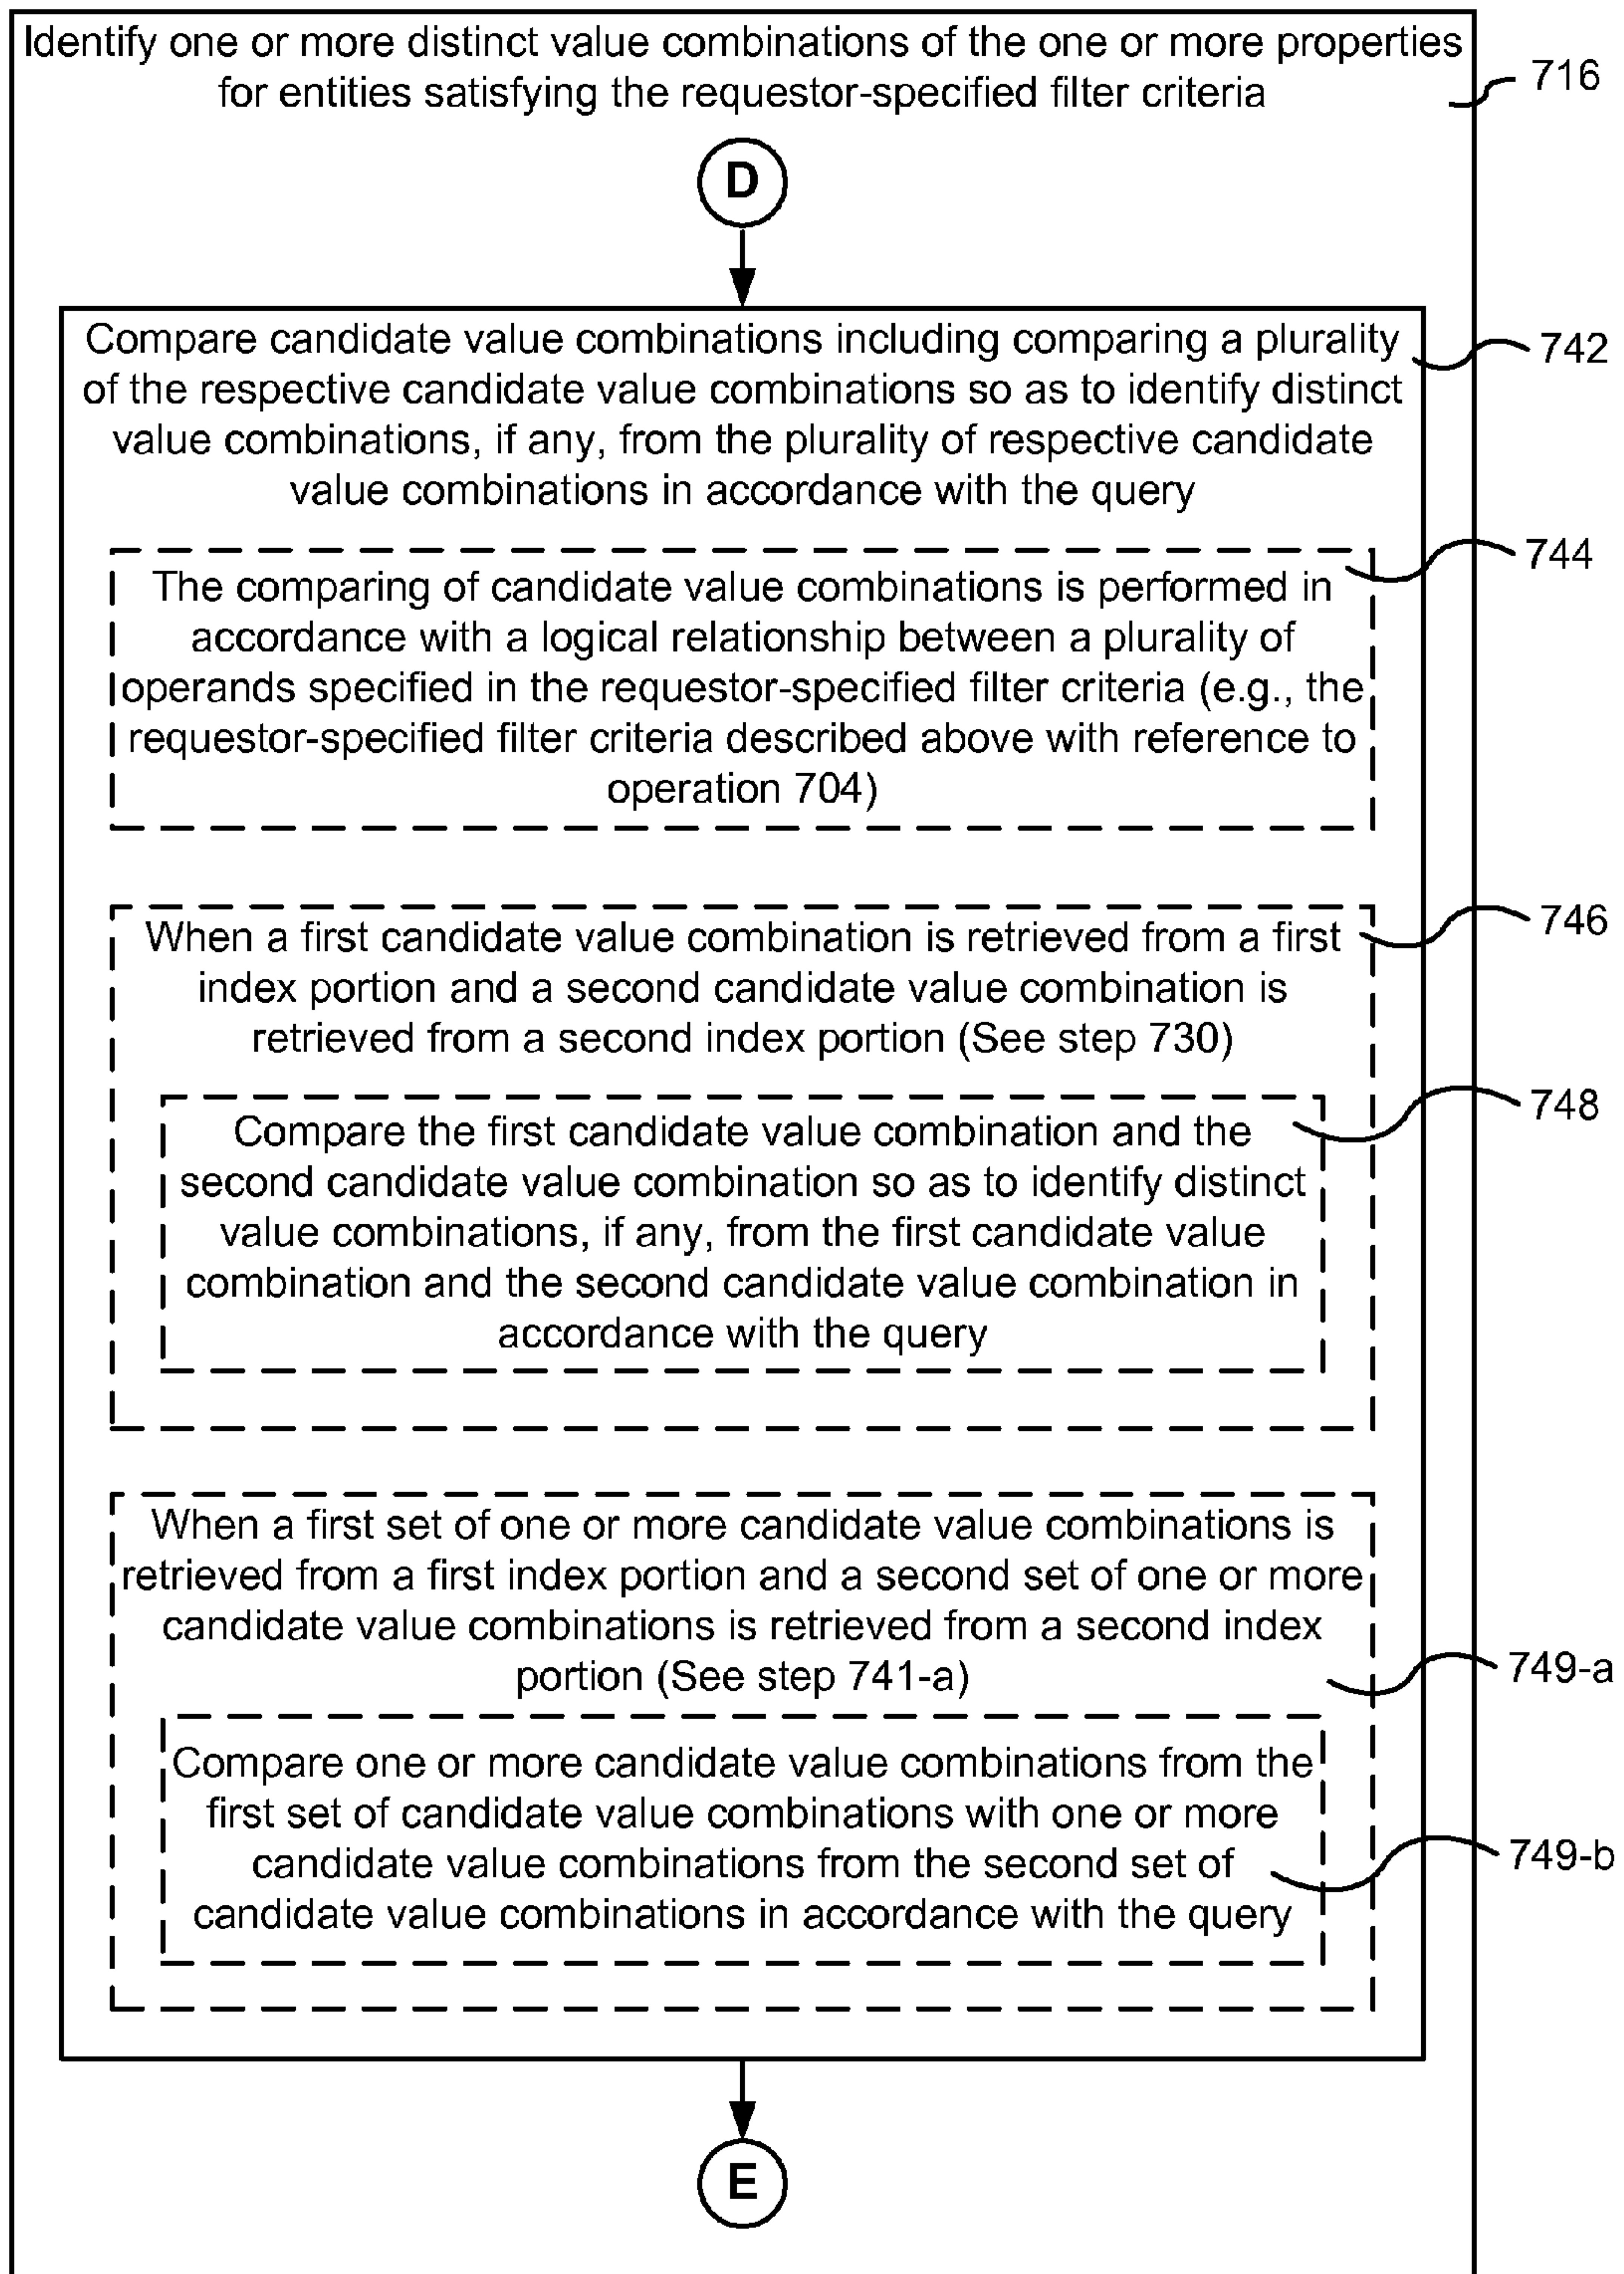 Identify one or more distinct value combinations of the one or more properties
for entities satisfying the requestor-specified filter criteria
716
D
Compare candidate value combinations including comparing a plurality
of the respective candidate value combinations so as to identify distinct
value combinations, if any, from the plurality of respective candidate
value combinations in accordance with the query
742
The comparing of candidate value combinations is performed in
accordance with a logical relationship between a plurality of
operands specified in the requestor-specified filter criteria (e.g., the
requestor-specified filter criteria described above with reference to
operation 704)
744
When a first candidate value combination is retrieved from a first
index portion and a second candidate value combination is
retrieved from a second index portion (See step 730)
746
Compare the first candidate value combination and the
second candidate value combination so as to identify distinct
value combinations, if any, from the first candidate value
combination and the second candidate value combination in
accordance with the query
748
When a first set of one or more candidate value combinations is
retrieved from a first index portion and a second set of one or more
candidate value combinations is retrieved from a second index
portion (See step 741-a)
749-a
Compare one or more candidate value combinations from the
first set of candidate value combinations with one or more
candidate value combinations from the second set of
candidate value combinations in accordance with the query
749-b
E